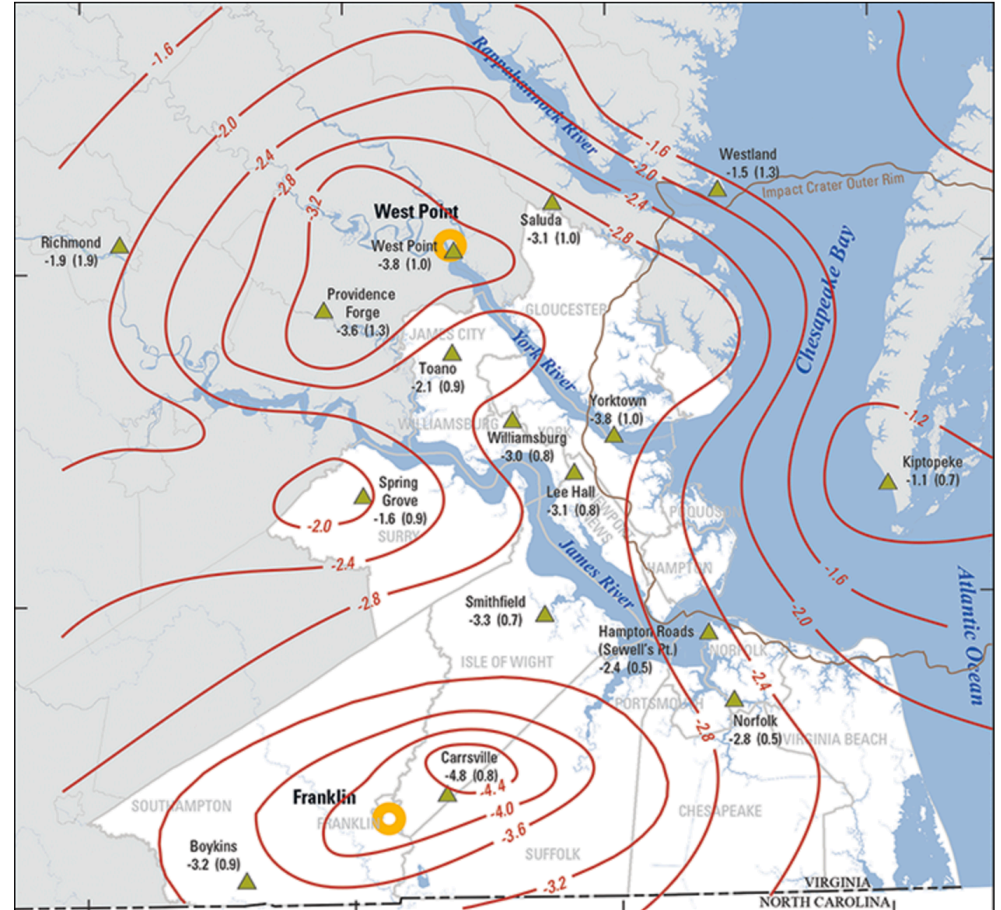 -1.6
-2.0
-2.4
-2.8
-3.2
Rappahannock River
-1.6
-2.0
-2.4
-2.8
Westland
-1.5 (1.3)
Impact Crater Outer Rim
West Point
West Point
-3.8 (1.0)
Saluda
-3.1 (1.0)
Richmond
-1.9 (1.9)
Providence
Forge
-3.6 (1.3)
GLOUCESTER
JAMES CITY
Toano
-2.1 (0.9)
York River
Chesapeake Bay
Yorktown
-3.8 (1.0)
WILLIAMSBURG
YORK
Williamsburg
-3.0 (0.8)
-1.2
Kiptopeke
-1.1 (0.7)
Lee Hall
-3.1 (0.8)
NEWPORT
NEWS
POQUOSON
Spring
Grove
-1.6 (0.9)
-2.0
SURRY
-2.4
-2.8
James River
HAMPTON
-1.6
-2.0
Atlantic Ocean
Smithfield
-3.3 (0.7)
Hampton Roads
(Sewell's Pt.)
-2.4 (0.5)
NORFOLK
ISLE OF WIGHT
-2.4
PORTSMOUTH
-2.8
Norfolk
-2.8 (0.5)
VIRGINIA BEACH
Carrsville
-4.8 (0.8)
-4.4
-4.0
-3.6
-3.2
Franklin
FRANKLIN
SOUTHAMPTON
CHESAPEAKE
Boykins
-3.2 (0.9)
SUFFOLK
VIRGINIA
NORTH CAROLINA